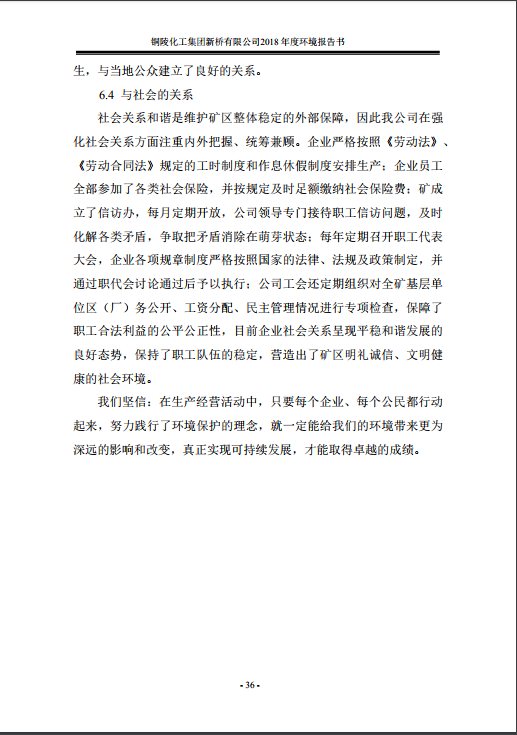 铜陵化工集团新桥有限公司2018 年度环境报告书
生，与当地公众建立了良好的关系。
6.4 与社会的关系
社会关系和谐是维护矿区整体稳定的外部保障，因此我公司在强
化社会关系方面注重内外把握、统筹兼顾。企业严格按照《劳动法》、
《劳动合同法》规定的工时制度和作息休假制度安排生产；企业员工
全部参加了各类社会保险，并按规定及时足额缴纳社会保险费；矿成
立了信访办，每月定期开放，公司领导专门接待职工信访问题，及时
化解各类矛盾，争取把矛盾消除在萌芽状态；每年定期召开职工代表
大会，企业各项规章制度严格按照国家的法律、法规及政策制定，并
通过职代会讨论通过后予以执行；公司工会还定期组织对全矿基层单
位区（厂）务公开、工资分配、民主管理情况进行专项检查，保障了
职工合法利益的公平公正性，目前企业社会关系呈现平稳和谐发展的
良好态势，保持了职工队伍的稳定，营造出了矿区明礼诚信、文明健
康的社会环境。
我们坚信：在生产经营活动中，只要每个企业、每个公民都行动
起来，努力践行了环境保护的理念，就一定能给我们的环境带来更为
深远的影响和改变，真正实现可持续发展，才能取得卓越的成绩。
- 36 -